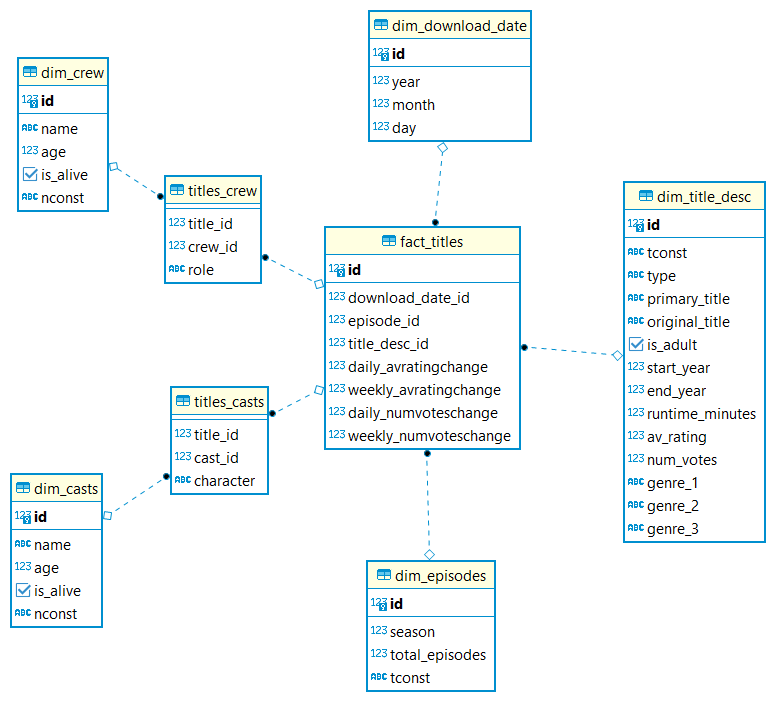 dim_download_date
123 id
123 year
123 month
123 day
dim_crew
123 id
ABC name
123 age
is_alive
ABC nconst
titles_crew
123 title_id
123 crew_id
ABC role
fact_titles
123 id
123 download_date_id
123 episode_id
123 title_desc_id
123 daily_avratingchange
123 weekly_avratingchange
123 daily_numvoteschange
123 weekly_numvoteschange
dim_title_desc
123 id
ABC tconst
ABC type
ABC primary_title
ABC original_title
is_adult
123 start_year
123 end_year
123 runtime_minutes
123 av_rating
123 num_votes
ABC genre_1
ABC genre_2
ABC genre_3
titles_casts
123 title_id
123 cast_id
ABC character
dim_casts
123 id
ABC name
123 age
is_alive
ABC nconst
dim_episodes
123 id
123 season
123 total_episodes
ABC tconst